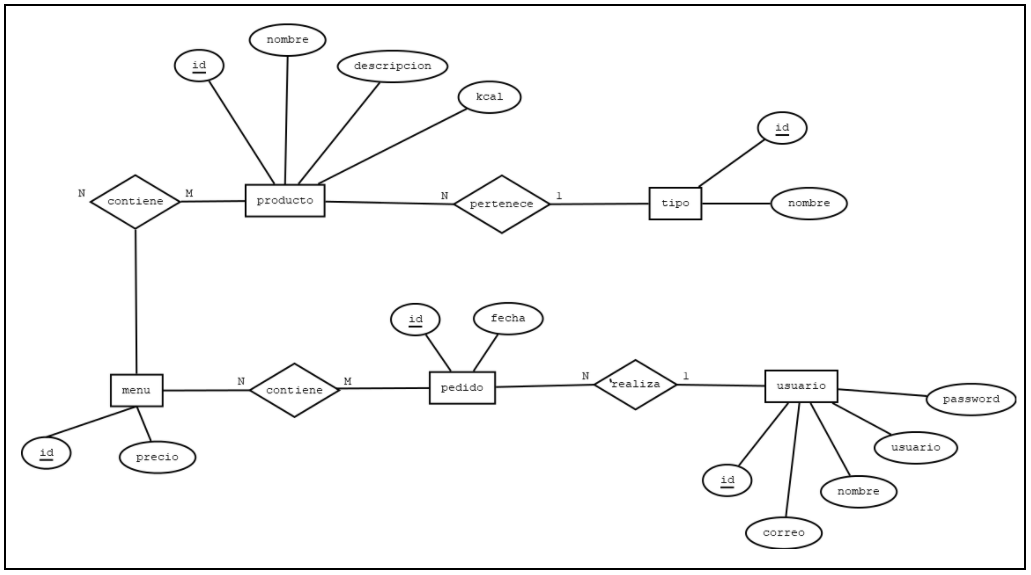 nombre
id
descripcion
kcal
id
N
contiene
M
producto
N
pertenece
1
tipo
nombre
id
fecha
menu
N
contiene
M
pedido
N
realiza
1
usuario
password
id
precio
usuario
id
nombre
correo